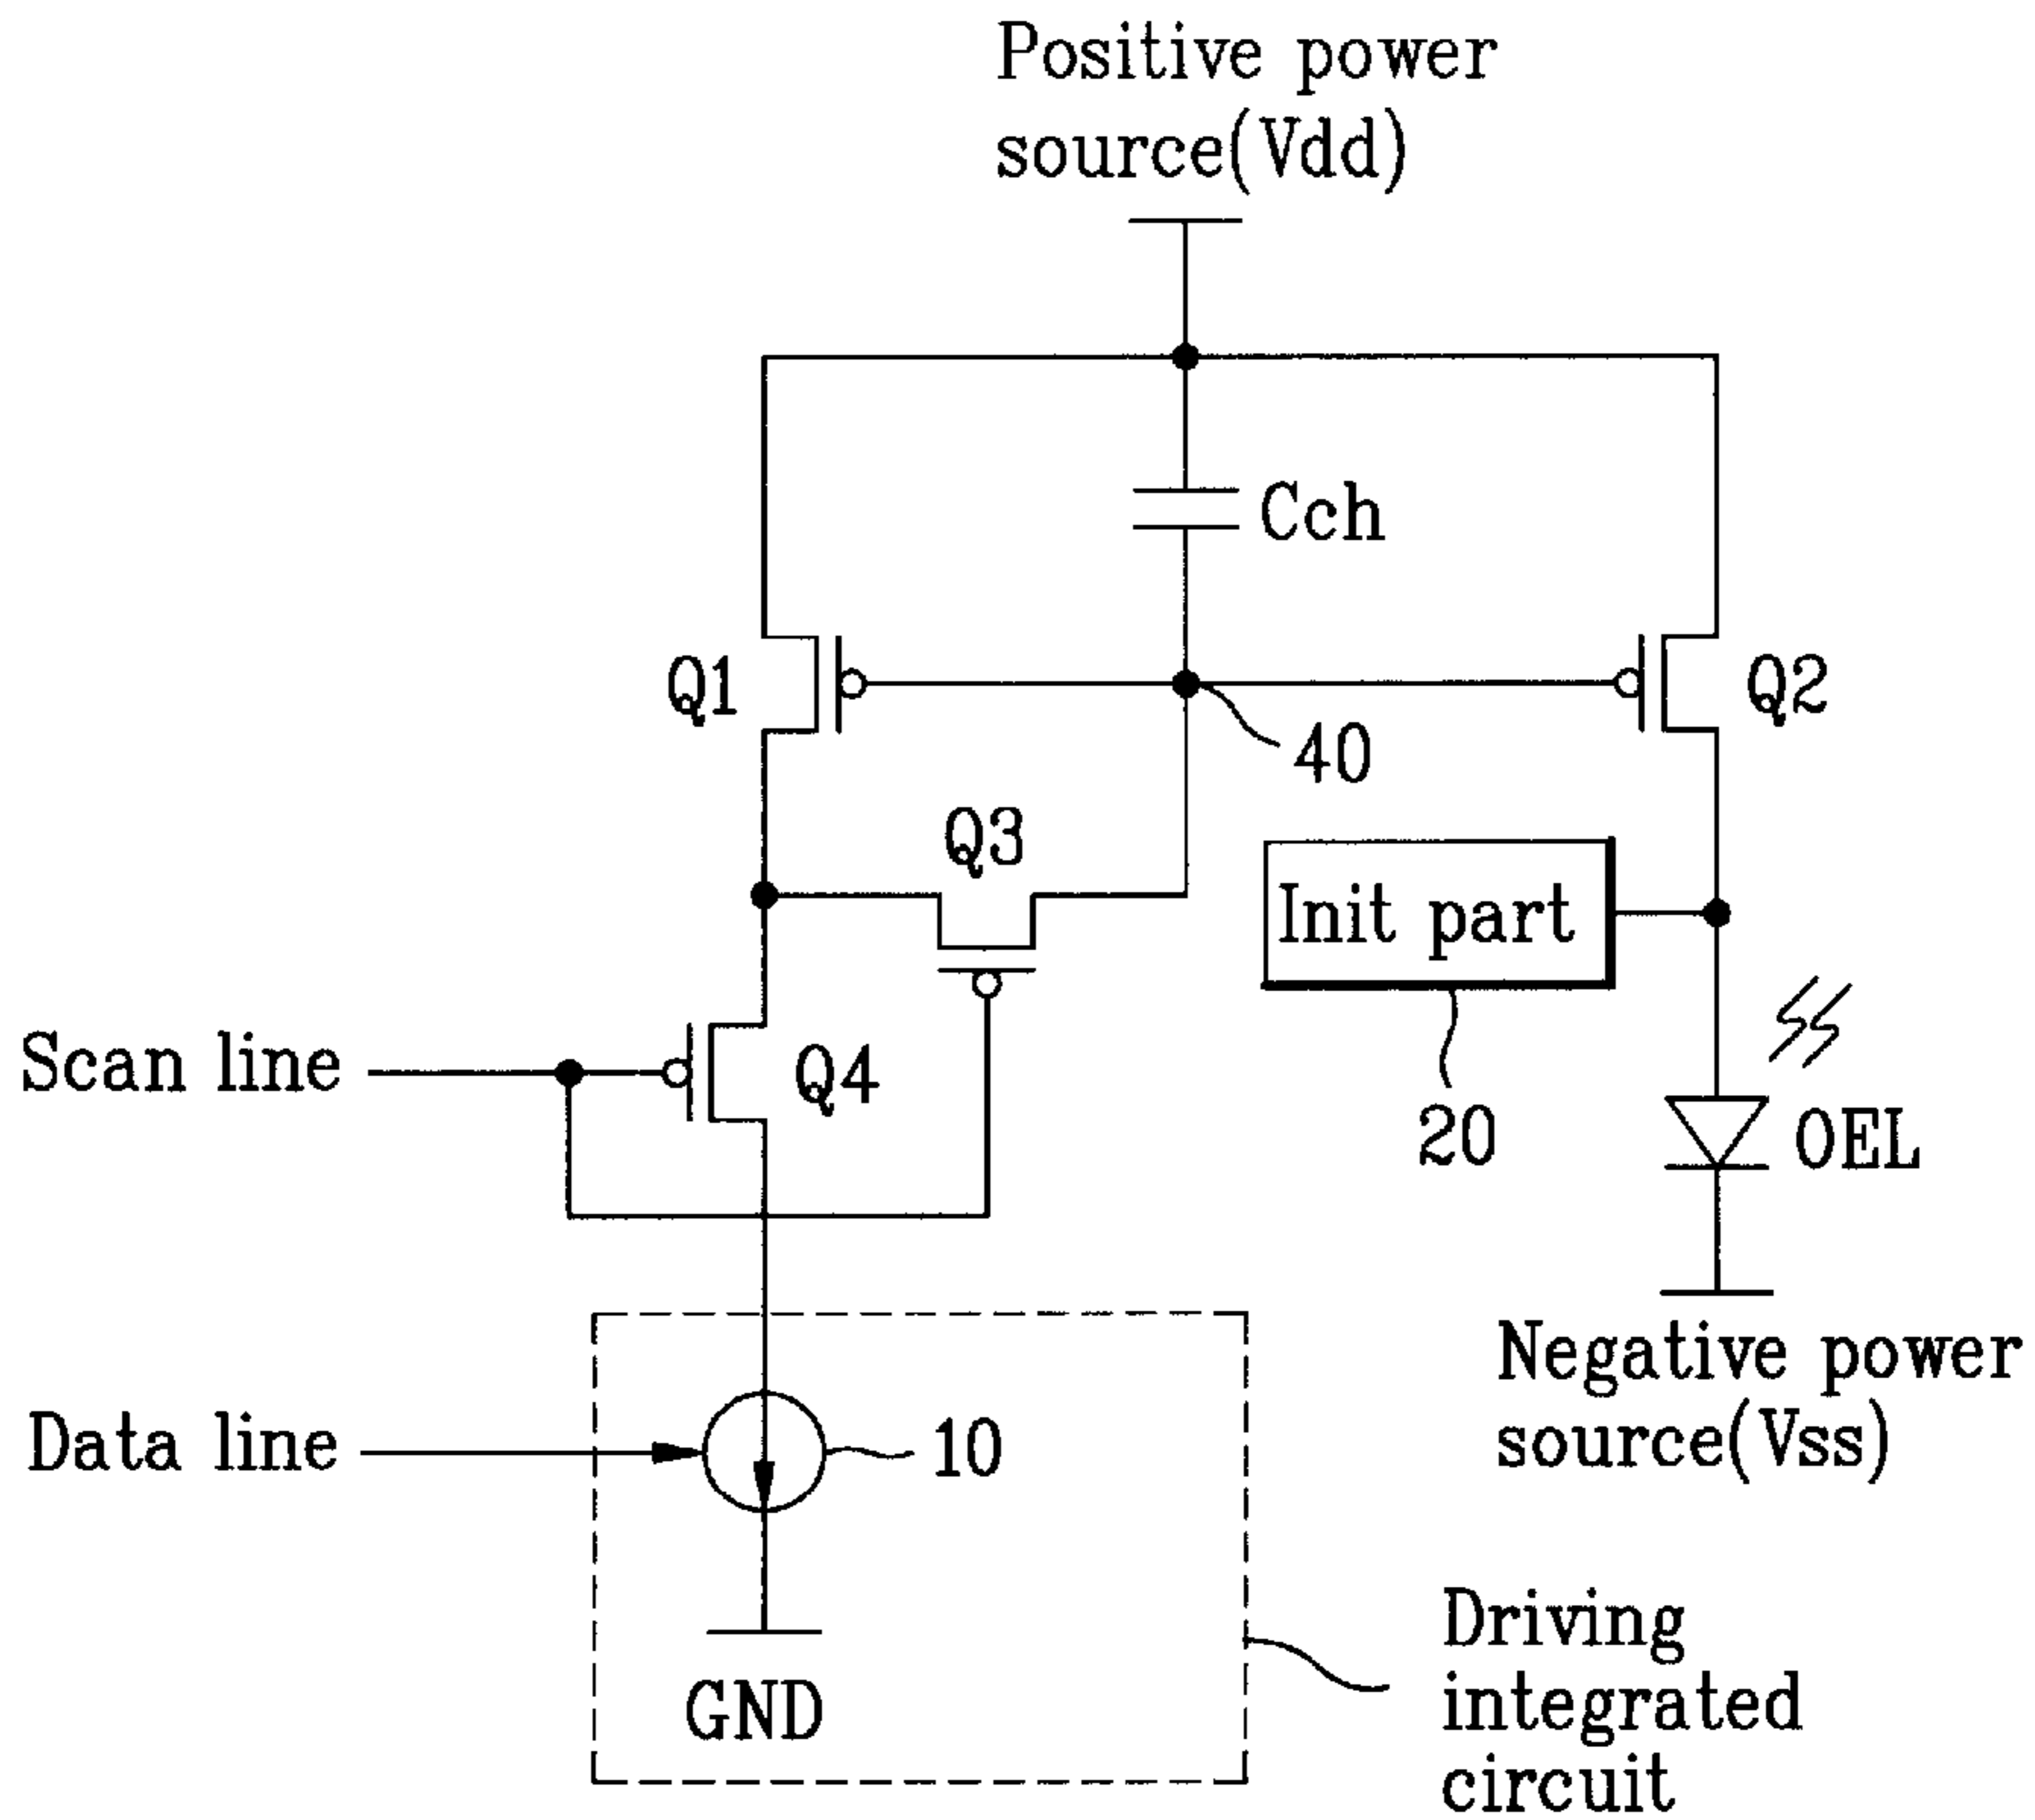 Positive power
source(Vdd)
Cch
Q1
Q2
40
Q3
Init part
Scan line
Q4
20
OEL
Negative power
source(Vss)
Data line
10
GND
Driving
integrated
circuit